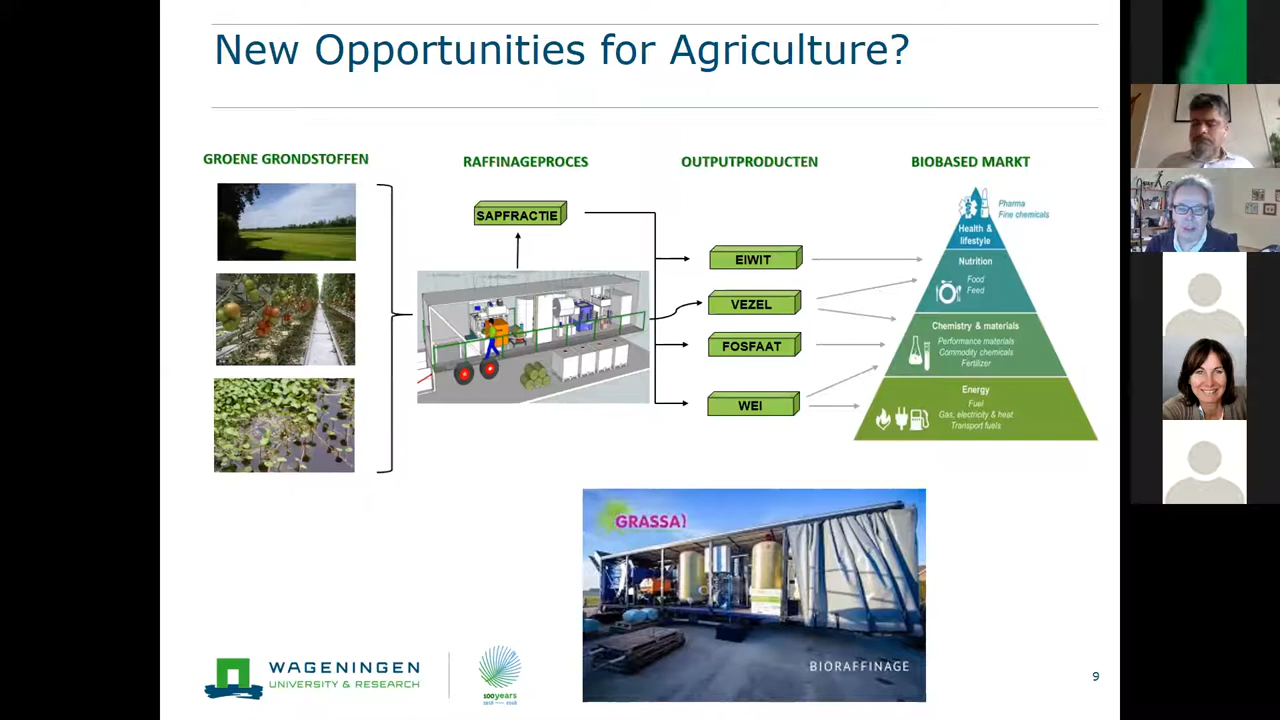 New Opportunities for Agriculture?
GROENE GRONDSTOFFEN
RAFFINAGEPROCES
OUTPUTPRODUCTEN
BIOBASED MARKT
SAPFRACTIE
EIWIT
VEZEL
FOSFAAT
WEI
Pharma
Fine chemicals
Health &
lifestyle
Nutrition
Food
Feed
Chemistry & materials
Performance materials
Commodity chemicals
Fertilizer
Energy
Fuel
Gas, electricity & heat
Transport fuels
GRASSA!
BIORAFFINAGE
WAGENINGEN
UNIVERSITY & RESEARCH
100years
9